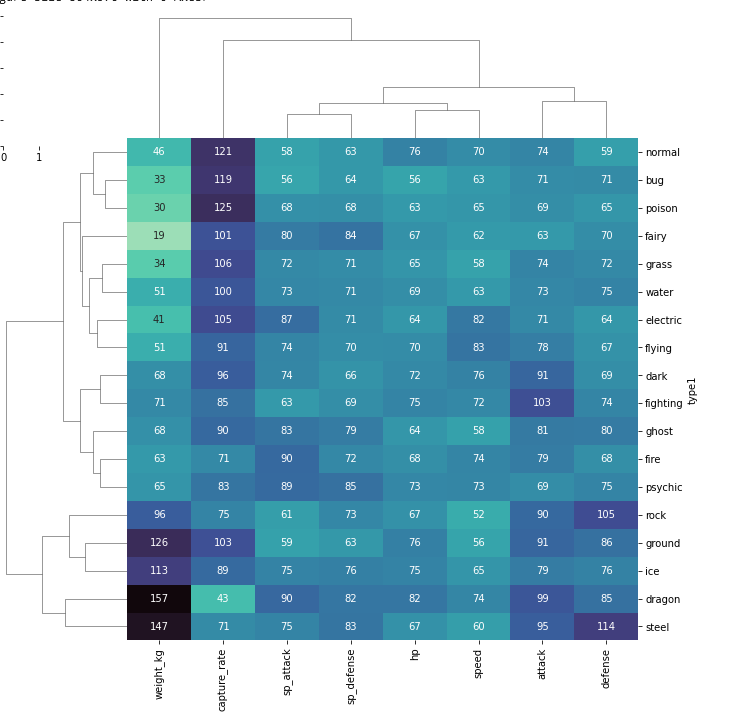 0 1
46 121 58 63 76 70 74 59 normal
33 119 56 64 56 63 71 71 bug
30 125 68 68 63 65 69 65 poison
19 101 80 84 67 62 63 70 fairy
34 106 72 71 65 58 74 72 grass
51 100 73 71 69 63 73 75 water
41 105 87 71 64 82 71 64 electric
51 91 74 70 70 83 78 67 flying
68 96 74 66 72 76 91 69 dark
71 85 63 69 75 72 103 74 fighting
type1
68 90 83 79 64 58 81 80 ghost
63 71 90 72 68 74 79 68 fire
65 83 89 85 73 73 69 75 psychic
96 75 61 73 67 52 90 105 rock
126 103 59 63 76 56 91 86 ground
113 89 75 76 75 65 79 76 ice
157 43 90 82 82 74 99 85 dragon
147 71 75 83 67 60 95 114 steel
weight_kg capture_rate sp_attack sp_defense hp speed attack defense